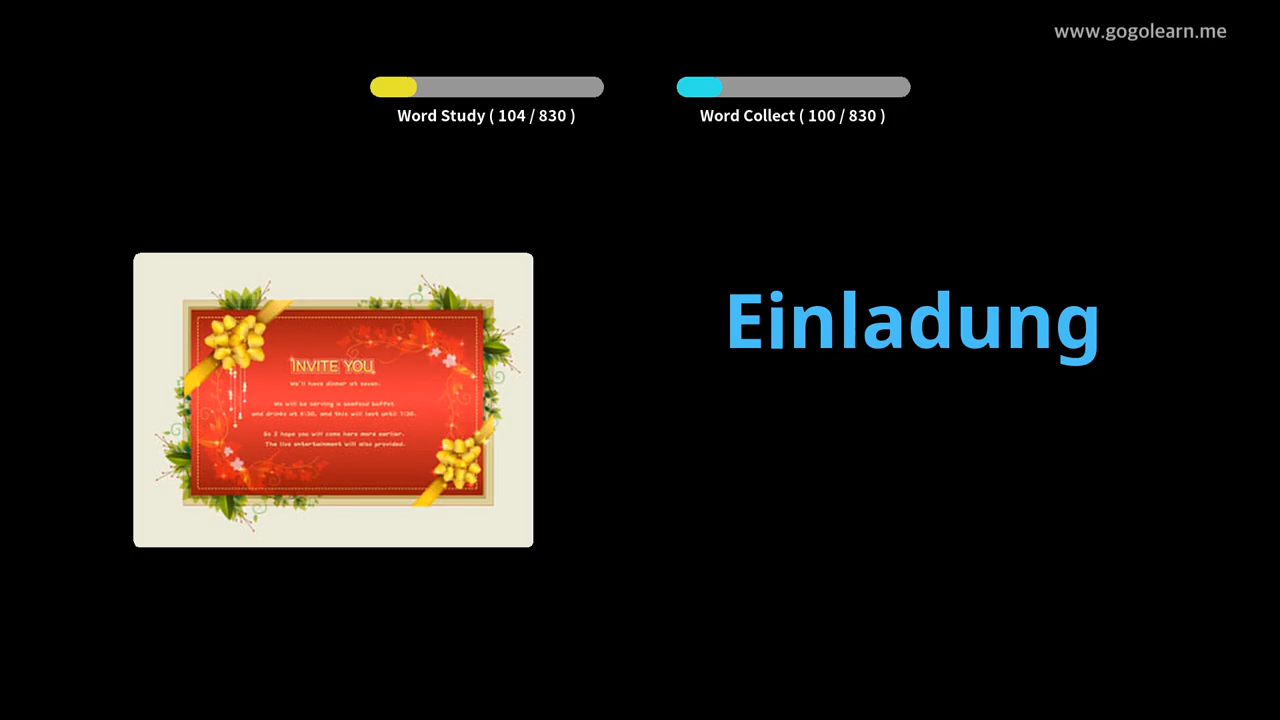 www.gogolearn.me
Word Study ( 104 / 830 )
Word Collect ( 100 / 830 )
INVITE YOU
We'll have dinner at seven.
We will be serving a seafood buffet
and drinks at 6:30, and this will last until 7:30.
So I hope you will come here more earlier.
The live entertainment will also provided.
Einladung